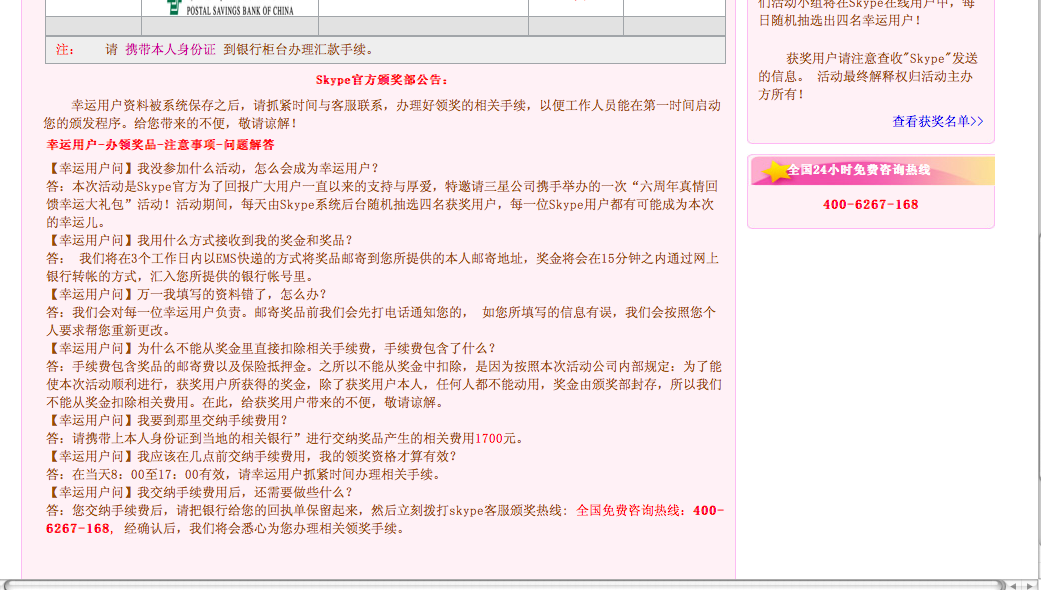 POSTAL SAVINGS BANK OF CHINA
注： 请 携带本人身份证 到银行柜台办理汇款手续。
Skype官方颁奖部公告：
幸运用户资料被系统保存之后，请抓紧时间与客服联系，办理好领奖的相关手续，以便工作人员能在第一时间启动
您的颁发程序。给您带来的不便，敬请谅解！
幸运用户-办领奖品-注意事项-问题解答
【幸运用户问】我没参加什么活动，怎么会成为幸运用户？
答：本次活动是Skype官方为了回报广大用户一直以来的支持与厚爱，特邀请三星公司携手举办的一次“六周年真情回
馈幸运大礼包”活动！活动期间，每天由Skype系统后台随机抽选四名获奖用户，每一位Skype用户都有可能成为本次
的幸运儿。
【幸运用户问】我用什么方式接收到我的奖金和奖品？
答： 我们将在3个工作日内以EMS快递的方式将奖品邮寄到您所提供的本人邮寄地址，奖金将会在15分钟之内通过网上
银行转帐的方式，汇入您所提供的银行帐号里。
【幸运用户问】万一我填写的资料错了，怎么办？
答：我们会对每一位幸运用户负责。邮寄奖品前我们会先打电话通知您的， 如您所填写的信息有误，我们会按照您个
人要求帮您重新更改。
【幸运用户问】为什么不能从奖金里直接扣除相关手续费，手续费包含了什么？
答：手续费包含奖品的邮寄费以及保险抵押金。之所以不能从奖金中扣除，是因为按照本次活动公司内部规定：为了能
使本次活动顺利进行，获奖用户所获得的奖金，除了获奖用户本人，任何人都不能动用，奖金由颁奖部封存，所以我们
不能从奖金扣除相关费用。在此，给获奖用户带来的不便，敬请谅解。
【幸运用户问】我要到那里交纳手续费用？
答：请携带上本人身份证到当地的相关银行”进行交纳奖品产生的相关费用1700元。
【幸运用户问】我应该在几点前交纳手续费用，我的领奖资格才算有效？
答：在当天8：00至17：00有效，请幸运用户抓紧时间办理相关手续。
【幸运用户问】我交纳手续费用后，还需要做些什么？
答：您交纳手续费后，请把银行给您的回执单保留起来，然后立刻拨打skype客服颁奖热线: 全国免费咨询热线：400-
6267-168, 经确认后，我们将会悉心为您办理相关领奖手续。
们活动小组将在Skype在线用户中，每
日随机抽选出四名幸运用户！
获奖用户请注意查收"Skype"发送
的信息。 活动最终解释权归活动主办
方所有！
查看获奖名单>>
全国24小时免费咨询热线
400-6267-168